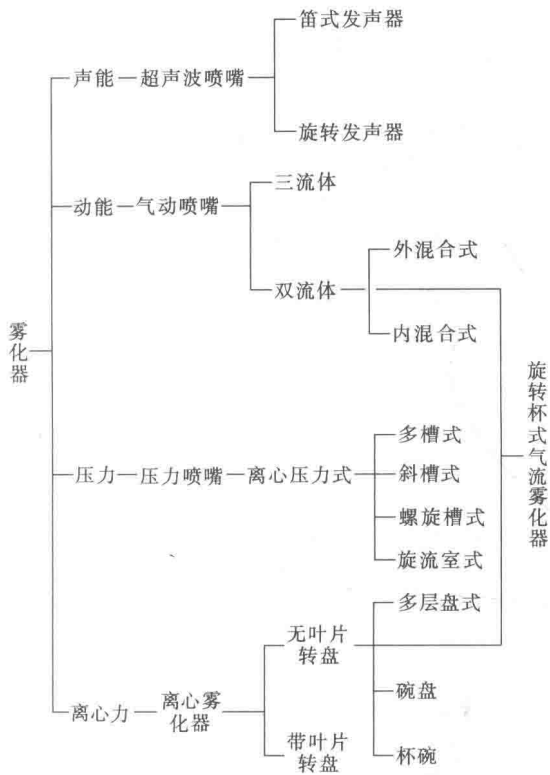 笛式发声器
声能
超声波喷嘴
旋转发声器
三流体
动能
气动喷嘴
外混合式
双流体
内混合式
雾化器
旋转杯式气流雾化器
多槽式
压力
压力喷嘴
离心压力式
斜槽式
螺旋槽式
旋流室式
多层盘式
无叶片
转盘
碗盘
离心力
离心雾
化器
带叶片
转盘
杯碗